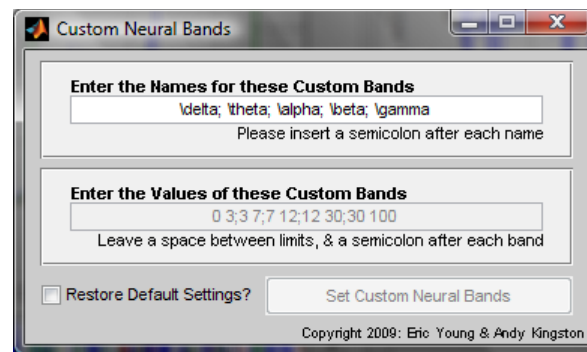 Custom Neural Bands
Enter the Names for these Custom Bands
\delta; \theta; \alpha; \beta; \gamma
Please insert a semicolon after each name
Enter the Values of these Custom Bands
0 3;3 7;7 12;12 30;30 100
Leave a space between limits, & a semicolon after each band
Restore Default Settings?
Set Custom Neural Bands
Copyright 2009: Eric Young & Andy Kingston